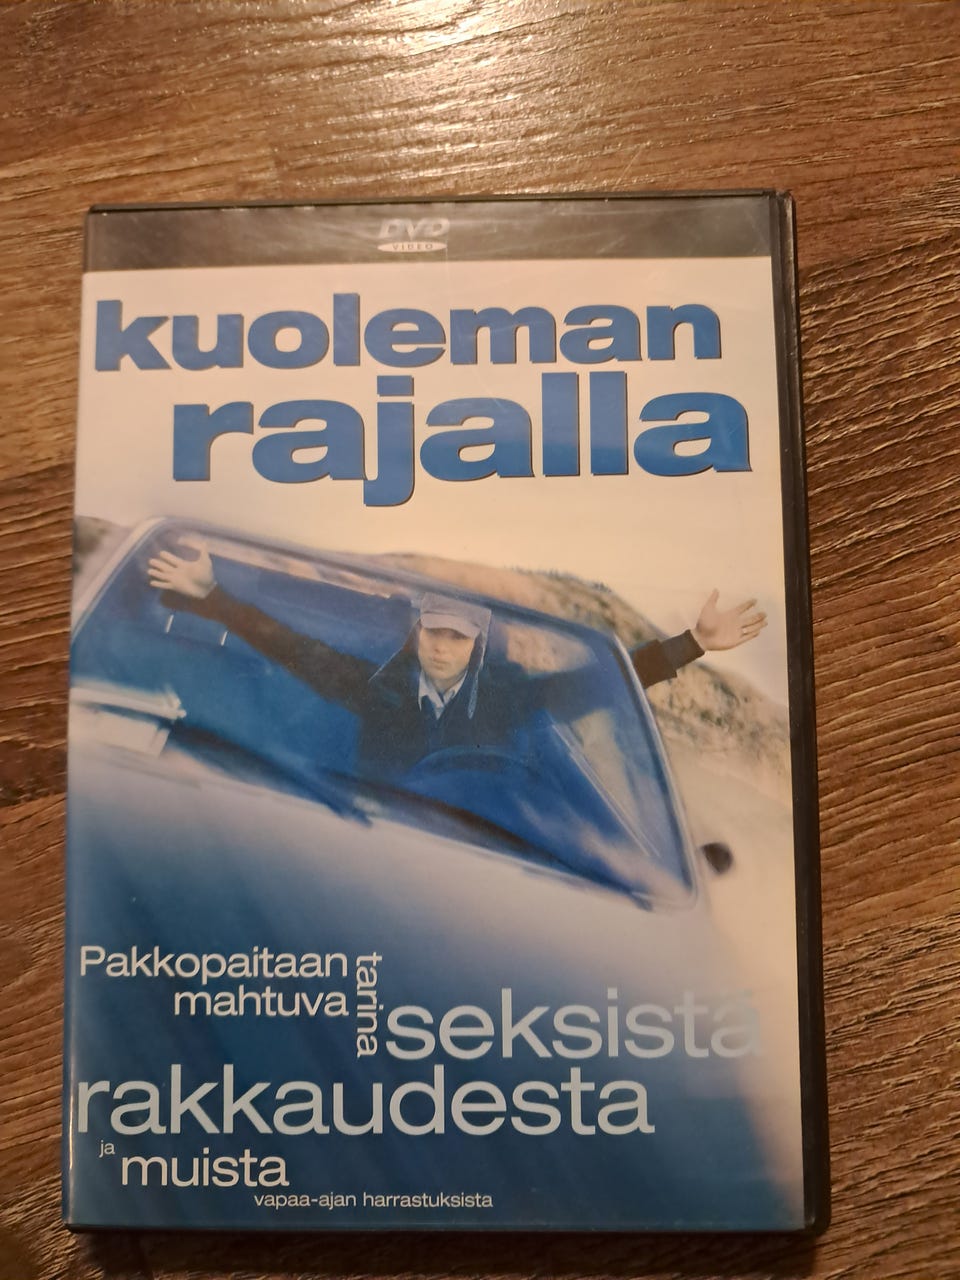 DVD
VIDEO
kuoleman
rajalla
Pakkopaitaan
mahtuva
tarina
seksistä
rakkaudesta
ja
muista
vapaa-ajan harrastuksista